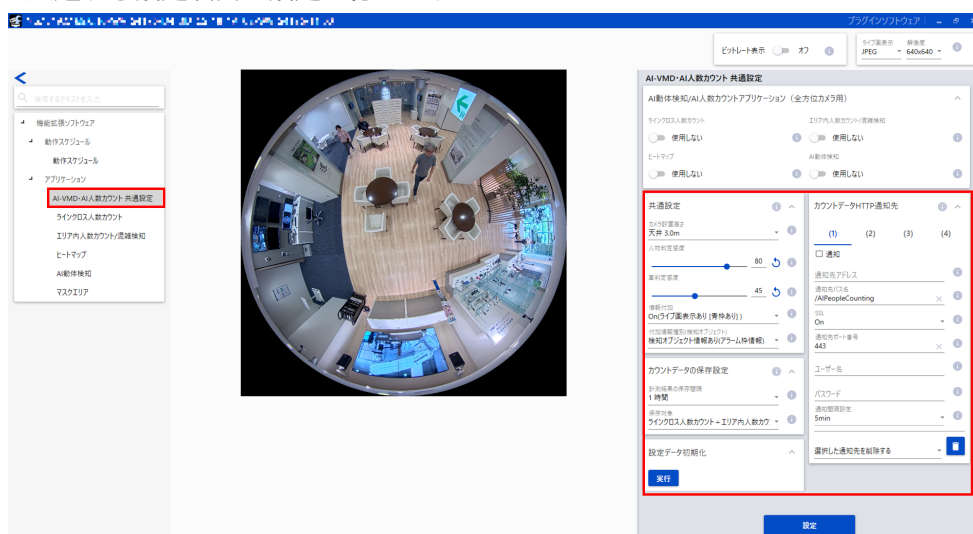 プラグインソフトウェア
ビットレート表示 オフ
ライブ画表示 解像度
JPEG 640x640
検索するテキストを入力
機能拡張ソフトウェア
動作スケジュール
動作スケジュール
アプリケーション
AI-VMD・AI人数カウント 共通設定
ラインクロス人数カウント
エリア内人数カウント/混雑検知
ヒートマップ
AI動体検知
マスクエリア
AI-VMD・AI人数カウント 共通設定
AI動体検知/AI人数カウントアプリケーション（全方位カメラ用）
ラインクロス人数カウント
使用しない
エリア内人数カウント/混雑検知
使用しない
ヒートマップ
使用しない
AI動体検知
使用しない
共通設定
カメラ設置高さ
天井 3.0m
人物判定感度
80
車判定感度
45
情報付加
On(ライブ画表示あり [青枠あり] )
付加情報種別(検知オブジェクト)
検知オブジェクト情報あり(アラーム枠情報)
カウントデータの保存設定
計測結果の保存間隔
1 時間
保存対象
ラインクロス人数カウント + エリア内人数カウ
設定データ初期化
実行
カウントデータHTTP通知先
(1) (2) (3) (4)
通知
通知先アドレス
通知先パス名
/AIPeopleCounting
SSL
On
通知先ポート番号
443
ユーザー名
パスワード
通知間隔設定
5min
選択した通知先を削除する
設定